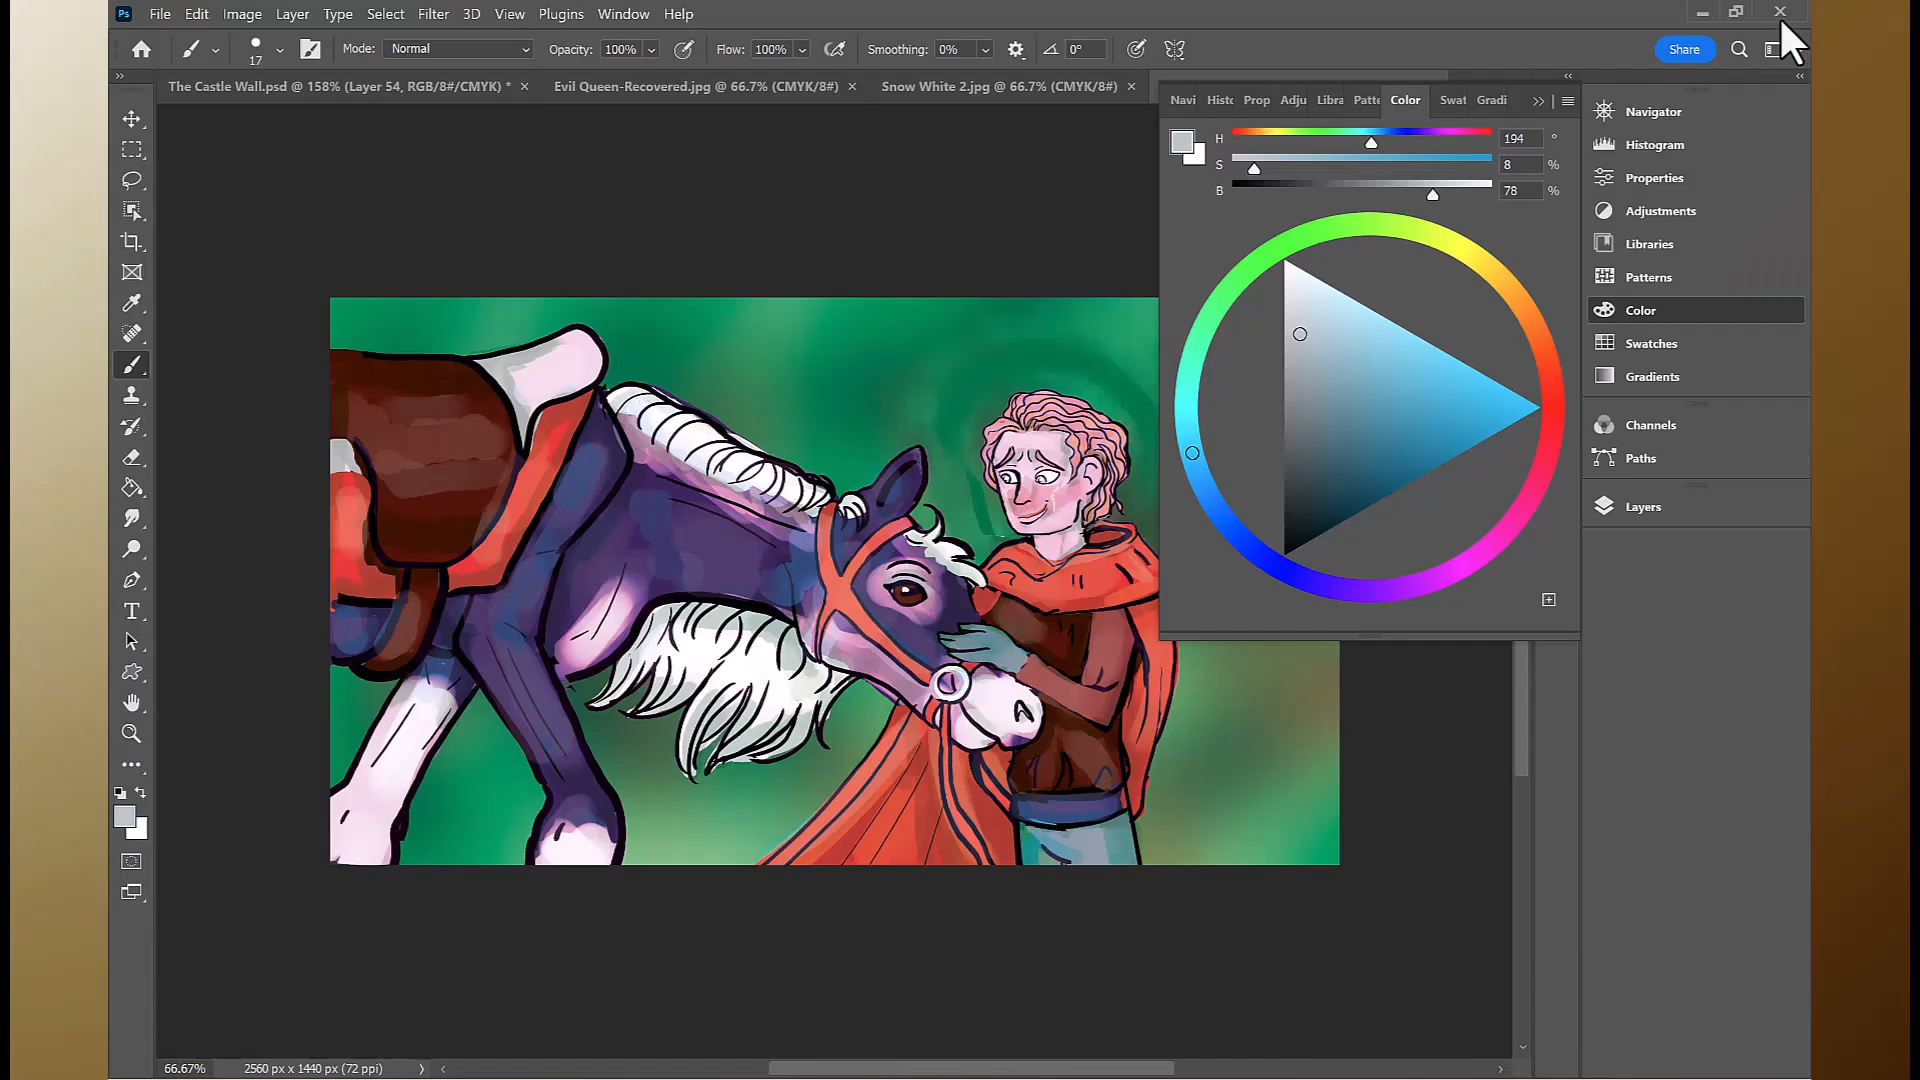 Ps File Edit Image Layer Type Select Filter 3D View Plugins Window Help
17 Mode: Normal Opacity: 100% Flow: 100% Smoothing: 0% 0° Share
The Castle Wall.psd @ 158% (Layer 54, RGB/8#/CMYK) * × Evil Queen-Recovered.jpg @ 66.7% (CMYK/8#) × Snow White 2.jpg @ 66.7% (CMYK/8#) ×
Navi Histo Prop Adju Libra Patte Color Swat Gradi
H 194 °
S 8 %
B 78 %
Navigator
Histogram
Properties
Adjustments
Libraries
Patterns
Color
Swatches
Gradients
Channels
Paths
Layers
66.67% 2560 px x 1440 px (72 ppi)